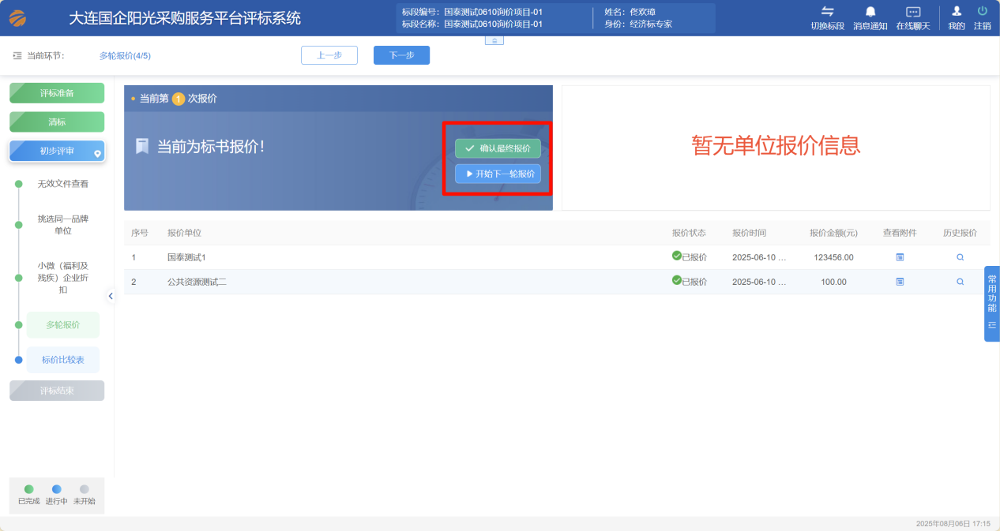 大连国企阳光采购服务平台评标系统
标段编号：国泰测试0610询价项目-01
标段名称：国泰测试0610询价项目-01
姓名：佟欢璋
身份：经济标专家
切换标段
消息通知
在线聊天
我的
注销
当前环节：
多轮报价(4/5)
上一步
下一步
评标准备
清标
初步评审
无效文件查看
挑选同一品牌
单位
小微（福利及
残疾）企业折
扣
多轮报价
标价比较表
评标结束
已完成
进行中
未开始
当前第 1 次报价
当前为标书报价！
确认最终报价
开始下一轮报价
暂无单位报价信息
序号 报价单位 报价状态 报价时间 报价金额(元) 查看附件 历史报价
1 国泰测试1 已报价 2025-06-10 ... 123456.00
2 公共资源测试二 已报价 2025-06-10 ... 100.00
常用功能
2025年08月06日 17:15